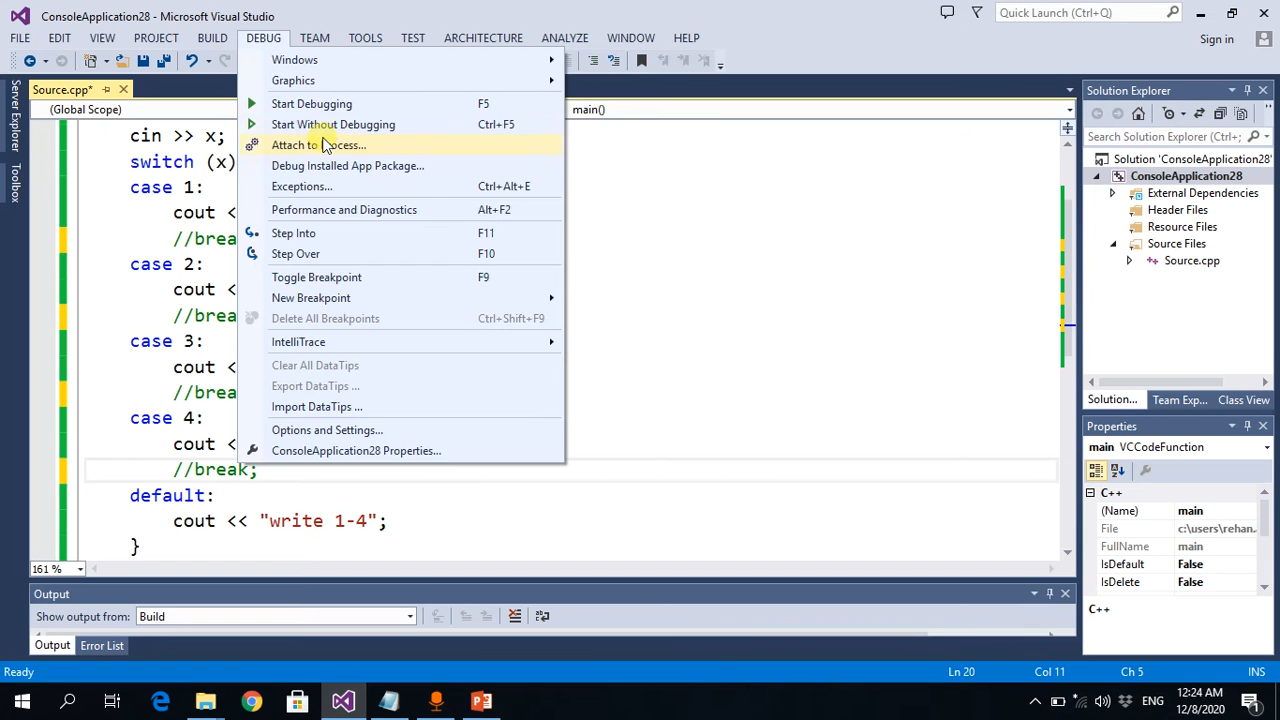 ConsoleApplication28 - Microsoft Visual Studio
Quick Launch (Ctrl+Q)
FILE EDIT VIEW PROJECT BUILD DEBUG TEAM TOOLS TEST ARCHITECTURE ANALYZE WINDOW HELP
Sign in
Server Explorer
Toolbox
Source.cpp*
(Global Scope)
main()
cin >> x;
switch (x)
case 1:
cout <
//brea
case 2:
cout <
//brea
case 3:
cout <
//brea
case 4:
cout <
//break;
default:
cout << "write 1-4";
}
161 %
Windows
Graphics
Start Debugging F5
Start Without Debugging Ctrl+F5
Attach to Process...
Debug Installed App Package...
Exceptions... Ctrl+Alt+E
Performance and Diagnostics Alt+F2
Step Into F11
Step Over F10
Toggle Breakpoint F9
New Breakpoint
Delete All Breakpoints Ctrl+Shift+F9
IntelliTrace
Clear All DataTips
Export DataTips ...
Import DataTips ...
Options and Settings...
ConsoleApplication28 Properties...
Solution Explorer
Search Solution Explorer (Ctrl+
Solution 'ConsoleApplication28'
ConsoleApplication28
External Dependencies
Header Files
Resource Files
Source Files
Source.cpp
Solution... Team Exp... Class View
Properties
main VCCodeFunction
C++
(Name) main
File c:\users\rehan.
FullName main
IsDefault False
IsDelete False
C++
Output
Show output from: Build
Output Error List
Ready Ln 20 Col 11 Ch 5 INS
ENG
12:24 AM
12/8/2020
1